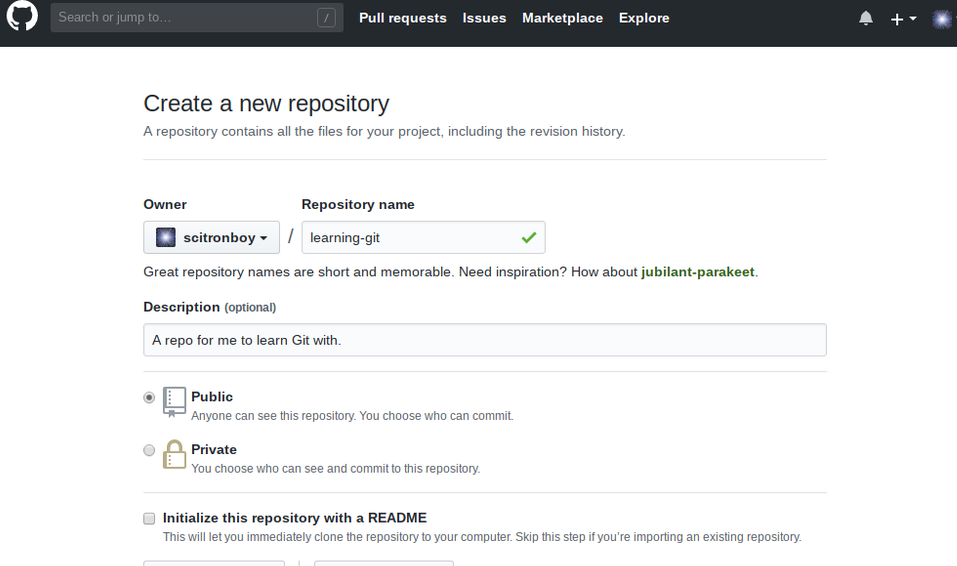 Search or jump to… / Pull requests Issues Marketplace Explore
Create a new repository
A repository contains all the files for your project, including the revision history.
Owner Repository name
scitronboy / learning-git
Great repository names are short and memorable. Need inspiration? How about jubilant-parakeet.
Description (optional)
A repo for me to learn Git with.
Public
Anyone can see this repository. You choose who can commit.
Private
You choose who can see and commit to this repository.
Initialize this repository with a README
This will let you immediately clone the repository to your computer. Skip this step if you’re importing an existing repository.